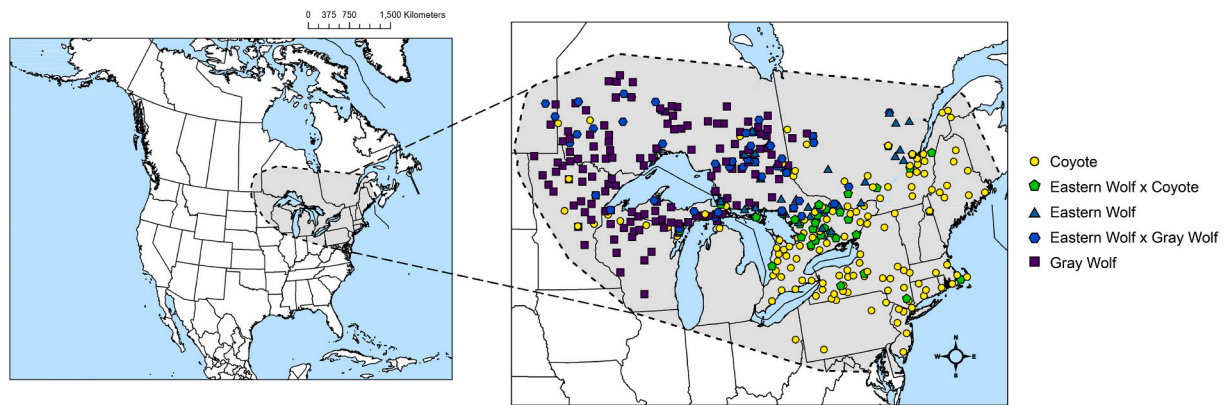 0 375 750 1,500 Kilometers
N
W E
S
Coyote
Eastern Wolf x Coyote
Eastern Wolf
Eastern Wolf x Gray Wolf
Gray Wolf